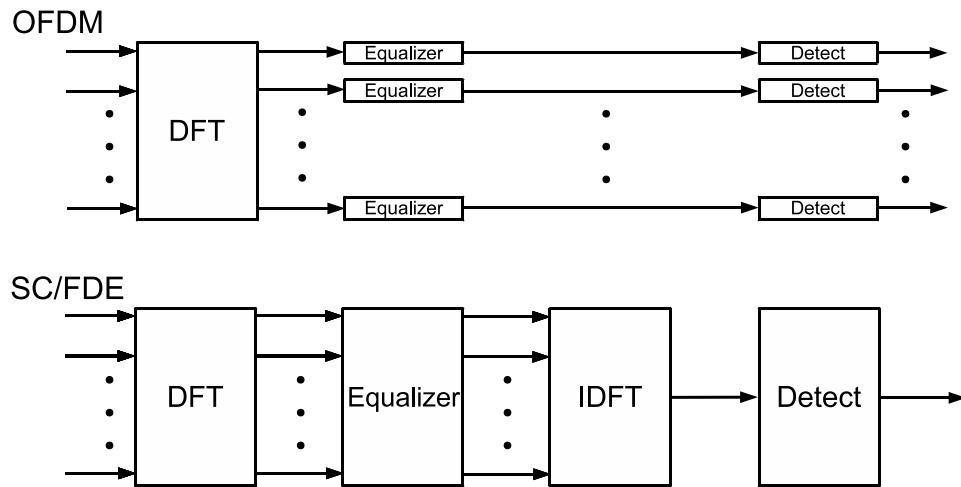 OFDM
DFT
Equalizer
Detect
Equalizer
Detect
Equalizer
Detect
SC/FDE
DFT
Equalizer
IDFT
Detect